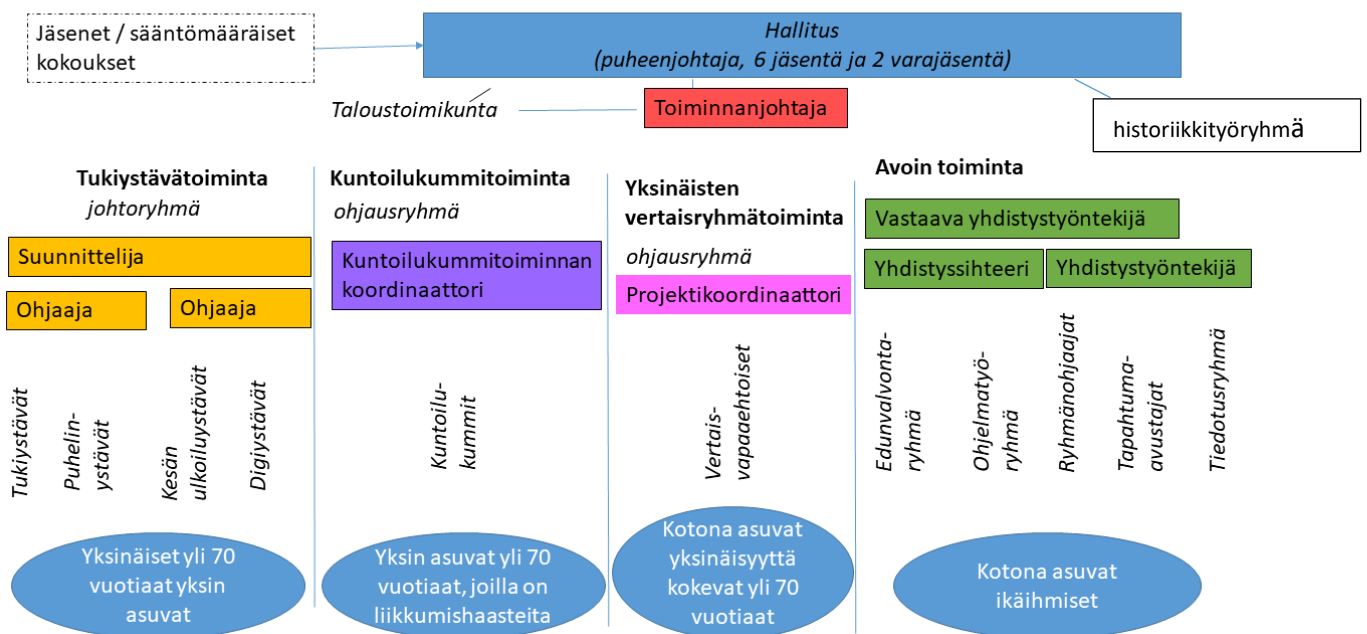 Jäsenet / sääntömääräiset
kokoukset
Hallitus
(puheenjohtaja, 6 jäsentä ja 2 varajäsentä)
Taloustoimikunta
Toiminnanjohtaja
historiikkityöryhmä
Tukiystävätoiminta
johtoryhmä
Suunnittelija
Ohjaaja
Ohjaaja
Tukiystävät
Puhelin-
ystävät
Kesän
ulkoiluystävät
Digiystävät
Yksinäiset yli 70
vuotiaat yksin
asuvat
Kuntoilukummitoiminta
ohjausryhmä
Kuntoilukummitoiminnan
koordinaattori
Kuntoilu-
kummit
Yksin asuvat yli 70
vuotiaat, joilla on
liikkumishaasteita
Yksinäisten
vertaisryhmätoiminta
ohjausryhmä
Projektikoordinaattori
Vertais-
vapaaehtoiset
Kotona asuvat
yksinäisyyttä
kokevat yli 70
vuotiaat
Avoin toiminta
Vastaava yhdistystyöntekijä
Yhdistyssihteeri
Yhdistystyöntekijä
Edunvalvonta-
ryhmä
Ohjelmatyö-
ryhmä
Ryhmänohjaajat
Tapahtuma-
avustajat
Tiedotusryhmä
Kotona asuvat
ikäihmiset